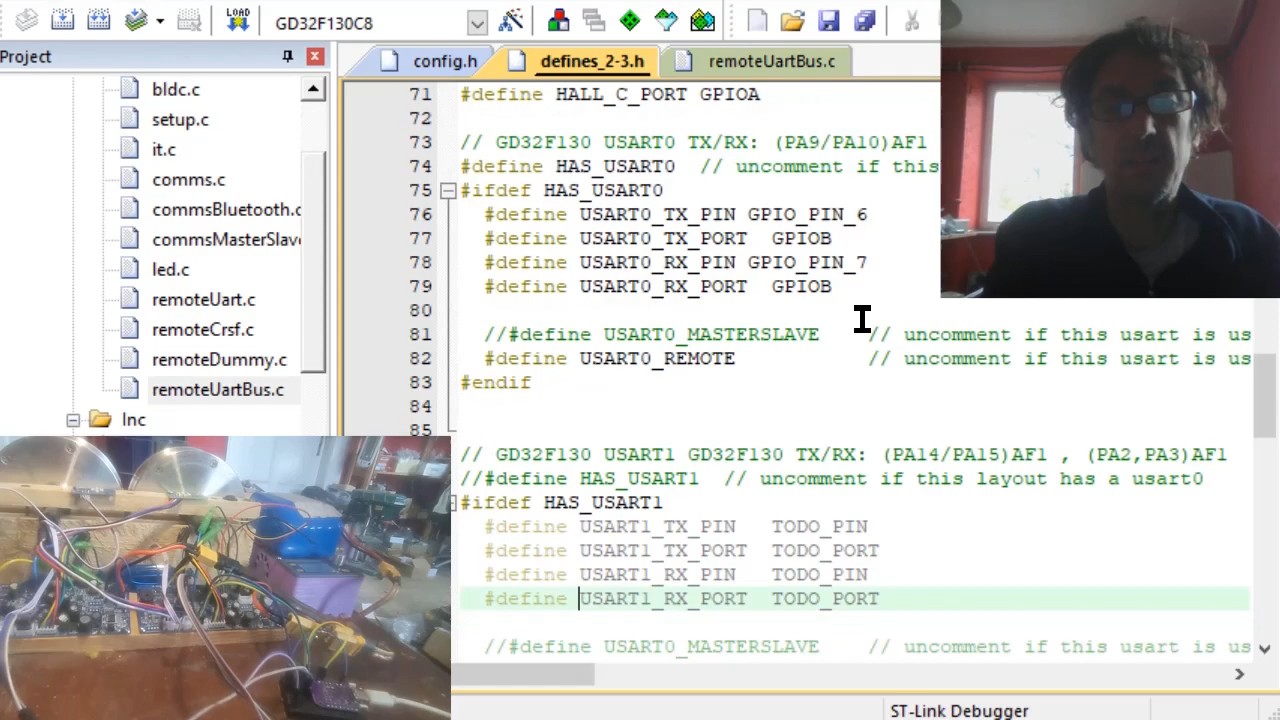 LOAD
GD32F130C8
Project
config.h
defines_2-3.h
remoteUartBus.c
bldc.c
setup.c
it.c
comms.c
commsBluetooth.c
commsMasterSlav
led.c
remoteUart.c
remoteCrsf.c
remoteDummy.c
remoteUartBus.c
Inc
71 #define HALL_C_PORT GPIOA
72
73 // GD32F130 USART0 TX/RX: (PA9/PA10)AF1
74 #define HAS_USART0 // uncomment if this
75 #ifdef HAS_USART0
76 #define USART0_TX_PIN GPIO_PIN_6
77 #define USART0_TX_PORT GPIOB
78 #define USART0_RX_PIN GPIO_PIN_7
79 #define USART0_RX_PORT GPIOB
80
81 //#define USART0_MASTERSLAVE // uncomment if this usart is us
82 #define USART0_REMOTE // uncomment if this usart is us
83 #endif
84
85
// GD32F130 USART1 GD32F130 TX/RX: (PA14/PA15)AF1 , (PA2,PA3)AF1
//#define HAS_USART1 // uncomment if this layout has a usart0
#ifdef HAS_USART1
#define USART1_TX_PIN TODO_PIN
#define USART1_TX_PORT TODO_PORT
#define USART1_RX_PIN TODO_PIN
#define USART1_RX_PORT TODO_PORT
//#define USART0_MASTERSLAVE // uncomment if this usart is us
ST-Link Debugger